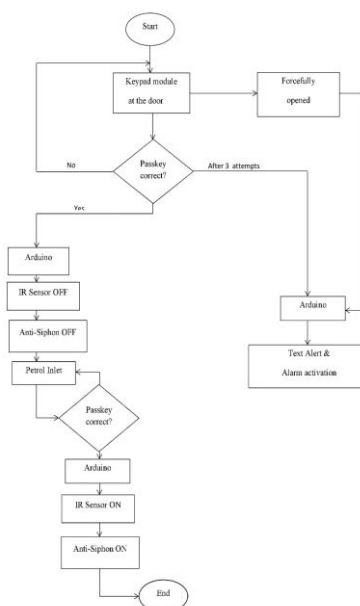 Start
Keypad module
at the door
Forcefully
opened
No
Passkey
correct?
After 3 attempts
Yes
Arduino
IR Sensor OFF
Anti-Siphon OFF
Petrol Inlet
Arduino
Text Alert &
Alarm activation
Passkey
correct?
Arduino
IR Sensor ON
Anti-Siphon ON
End